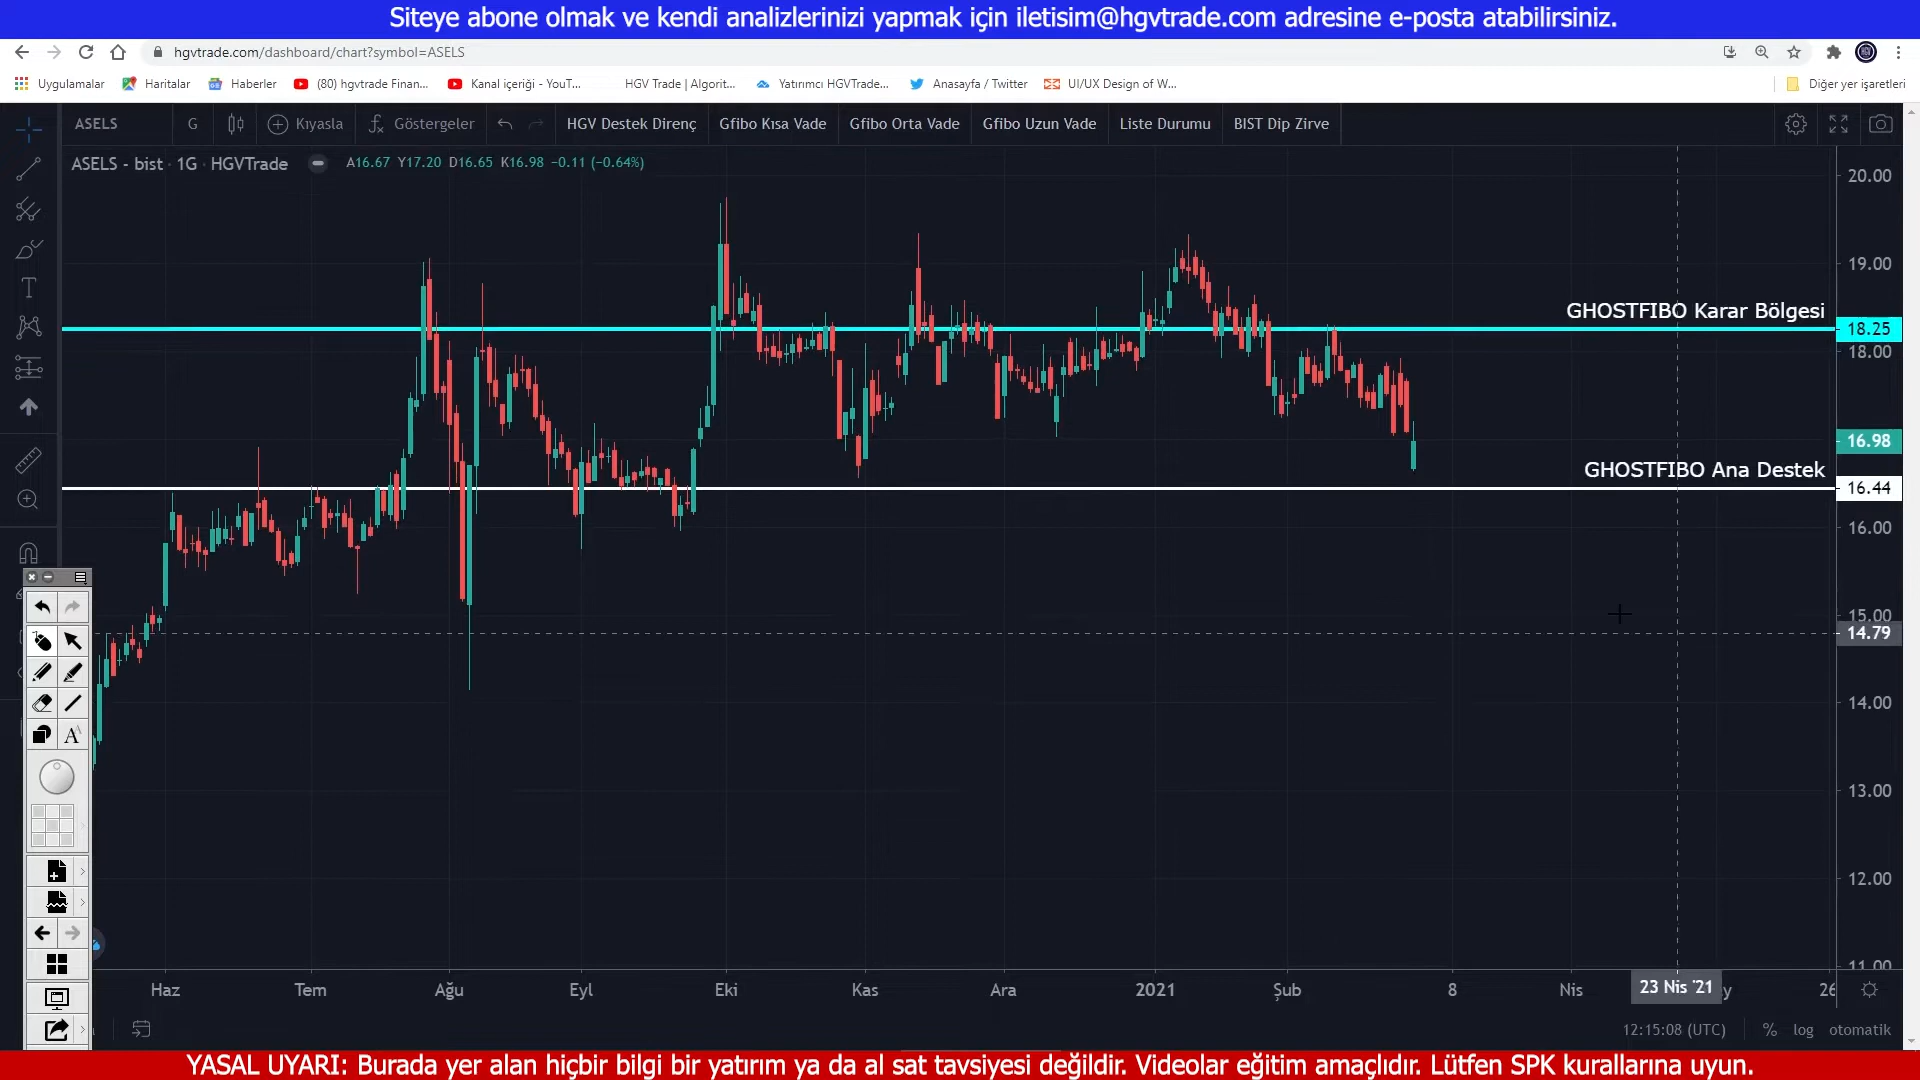 Siteye abone olmak ve kendi analizlerinizi yapmak için iletisim@hgvtrade.com adresine e-posta atabilirsiniz.
hgvtrade.com/dashboard/chart?symbol=ASELS
Uygulamalar Haritalar Haberler (80) hgvtrade Finan... Kanal içeriği - YouT... HGV Trade | Algorit... Yatırımcı HGVTrade... Anasayfa / Twitter UI/UX Design of W... Diğer yer işaretleri
ASELS G Kıyasla Göstergeler HGV Destek Direnç Gfibo Kısa Vade Gfibo Orta Vade Gfibo Uzun Vade Liste Durumu BIST Dip Zirve
ASELS - bist · 1G · HGVTrade A16.67 Y17.20 D16.65 K16.98 −0.11 (−0.64%)
20.00
19.00
GHOSTFIBO Karar Bölgesi
18.25
18.00
16.98
GHOSTFIBO Ana Destek
16.44
16.00
15.00
14.79
14.00
13.00
12.00
11.00
Haz Tem Ağu Eyl Eki Kas Ara 2021 Şub 8 Nis 23 Nis '21 26
12:15:08 (UTC) % log otomatik
YASAL UYARI: Burada yer alan hiçbir bilgi bir yatırım ya da al sat tavsiyesi değildir. Videolar eğitim amaçlıdır. Lütfen SPK kurallarına uyun.